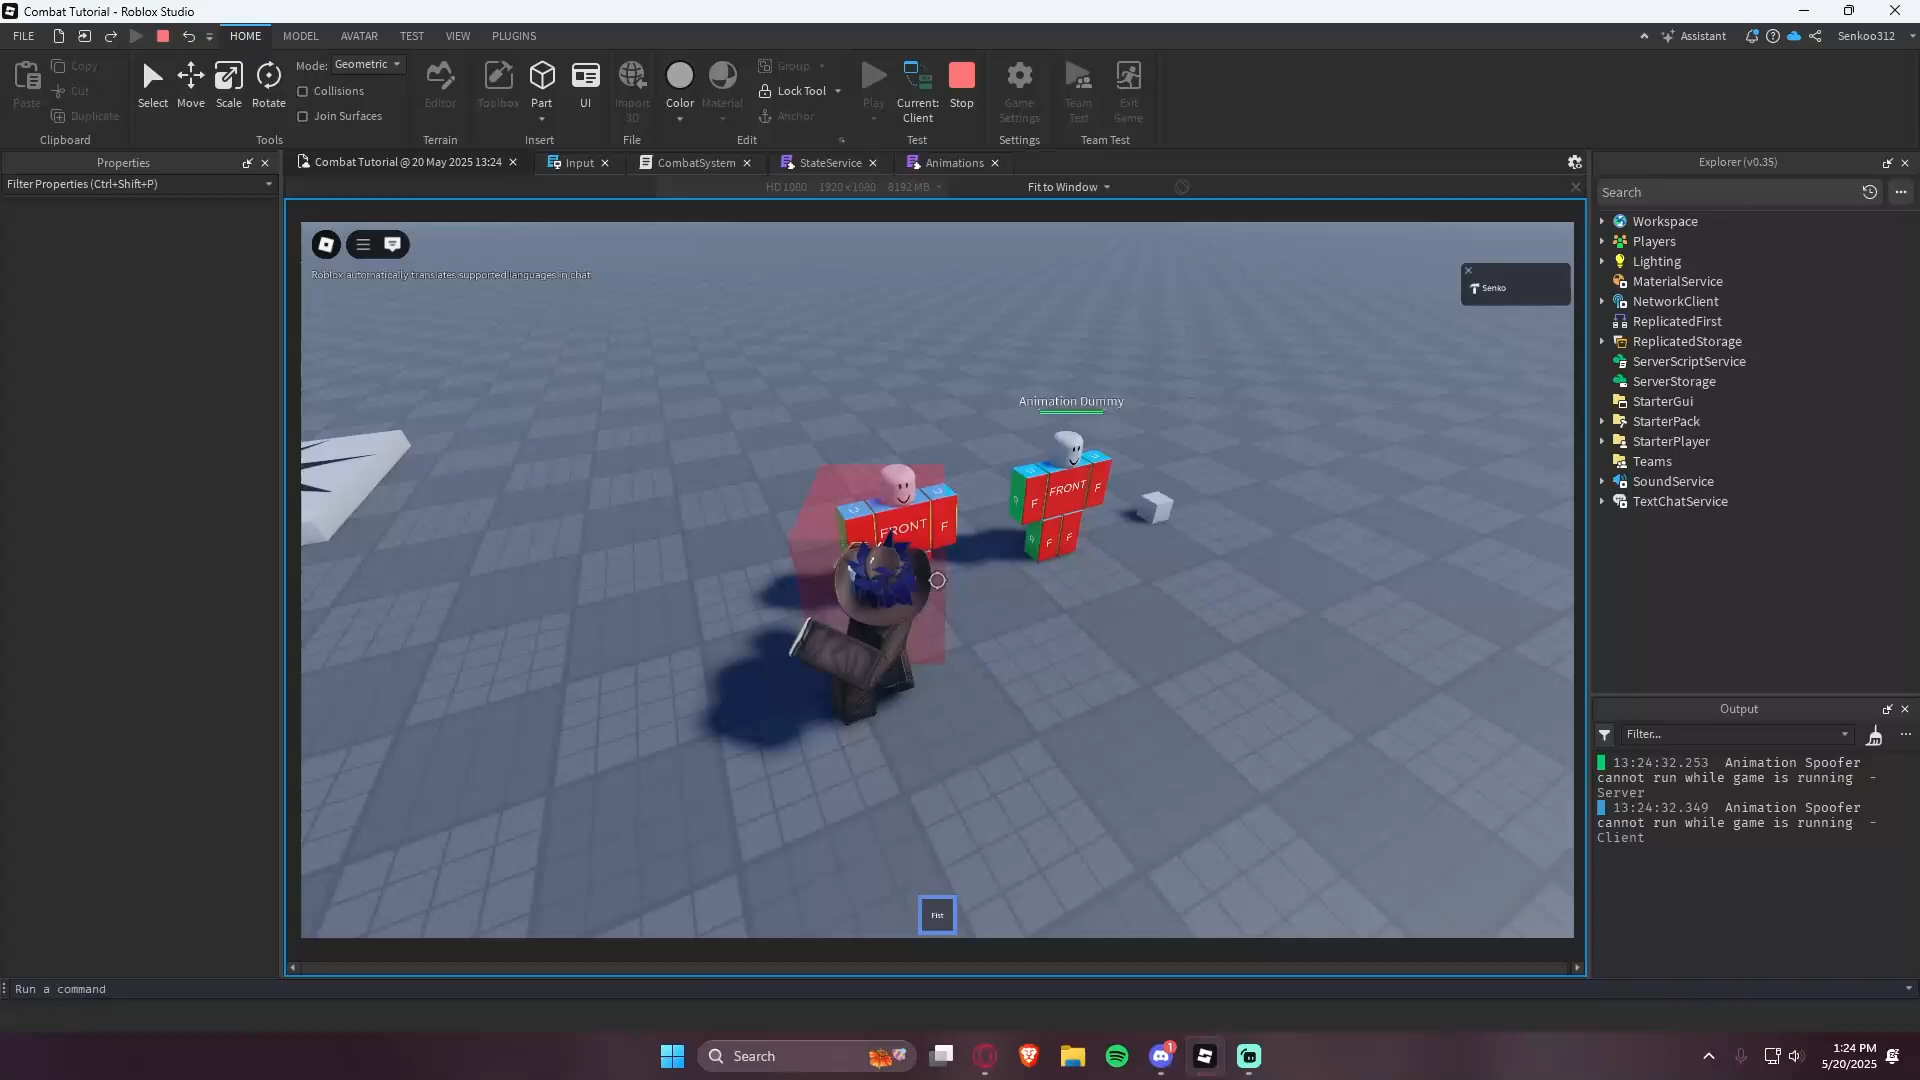 Combat Tutorial - Roblox Studio
FILE
HOME
MODEL
AVATAR
TEST
VIEW
PLUGINS
Assistant
Senkoo312
Paste
Copy
Cut
Duplicate
Clipboard
Select
Move
Scale
Rotate
Mode:
Geometric
Collisions
Join Surfaces
Tools
Editor
Terrain
Toolbox
Part
UI
Insert
Import
3D
File
Color
Material
Group
Lock Tool
Anchor
Edit
Play
Current:
Client
Stop
Test
Game
Settings
Settings
Team
Test
Exit
Game
Team Test
Properties
Filter Properties (Ctrl+Shift+P)
Combat Tutorial @ 20 May 2025 13:24
Input
CombatSystem
StateService
Animations
HD 1080 1920 x 1080 8192 MB
Fit to Window
Roblox automatically translates supported languages in chat
Senko
Animation Dummy
FRONT
F
F
FRONT
F
F
F
Fist
Explorer (v0.35)
Search
Workspace
Players
Lighting
MaterialService
NetworkClient
ReplicatedFirst
ReplicatedStorage
ServerScriptService
ServerStorage
StarterGui
StarterPack
StarterPlayer
Teams
SoundService
TextChatService
Output
Filter...
13:24:32.253 Animation Spoofer
cannot run while game is running -
Server
13:24:32.349 Animation Spoofer
cannot run while game is running -
Client
Run a command
Search
1
1:24 PM
5/20/2025